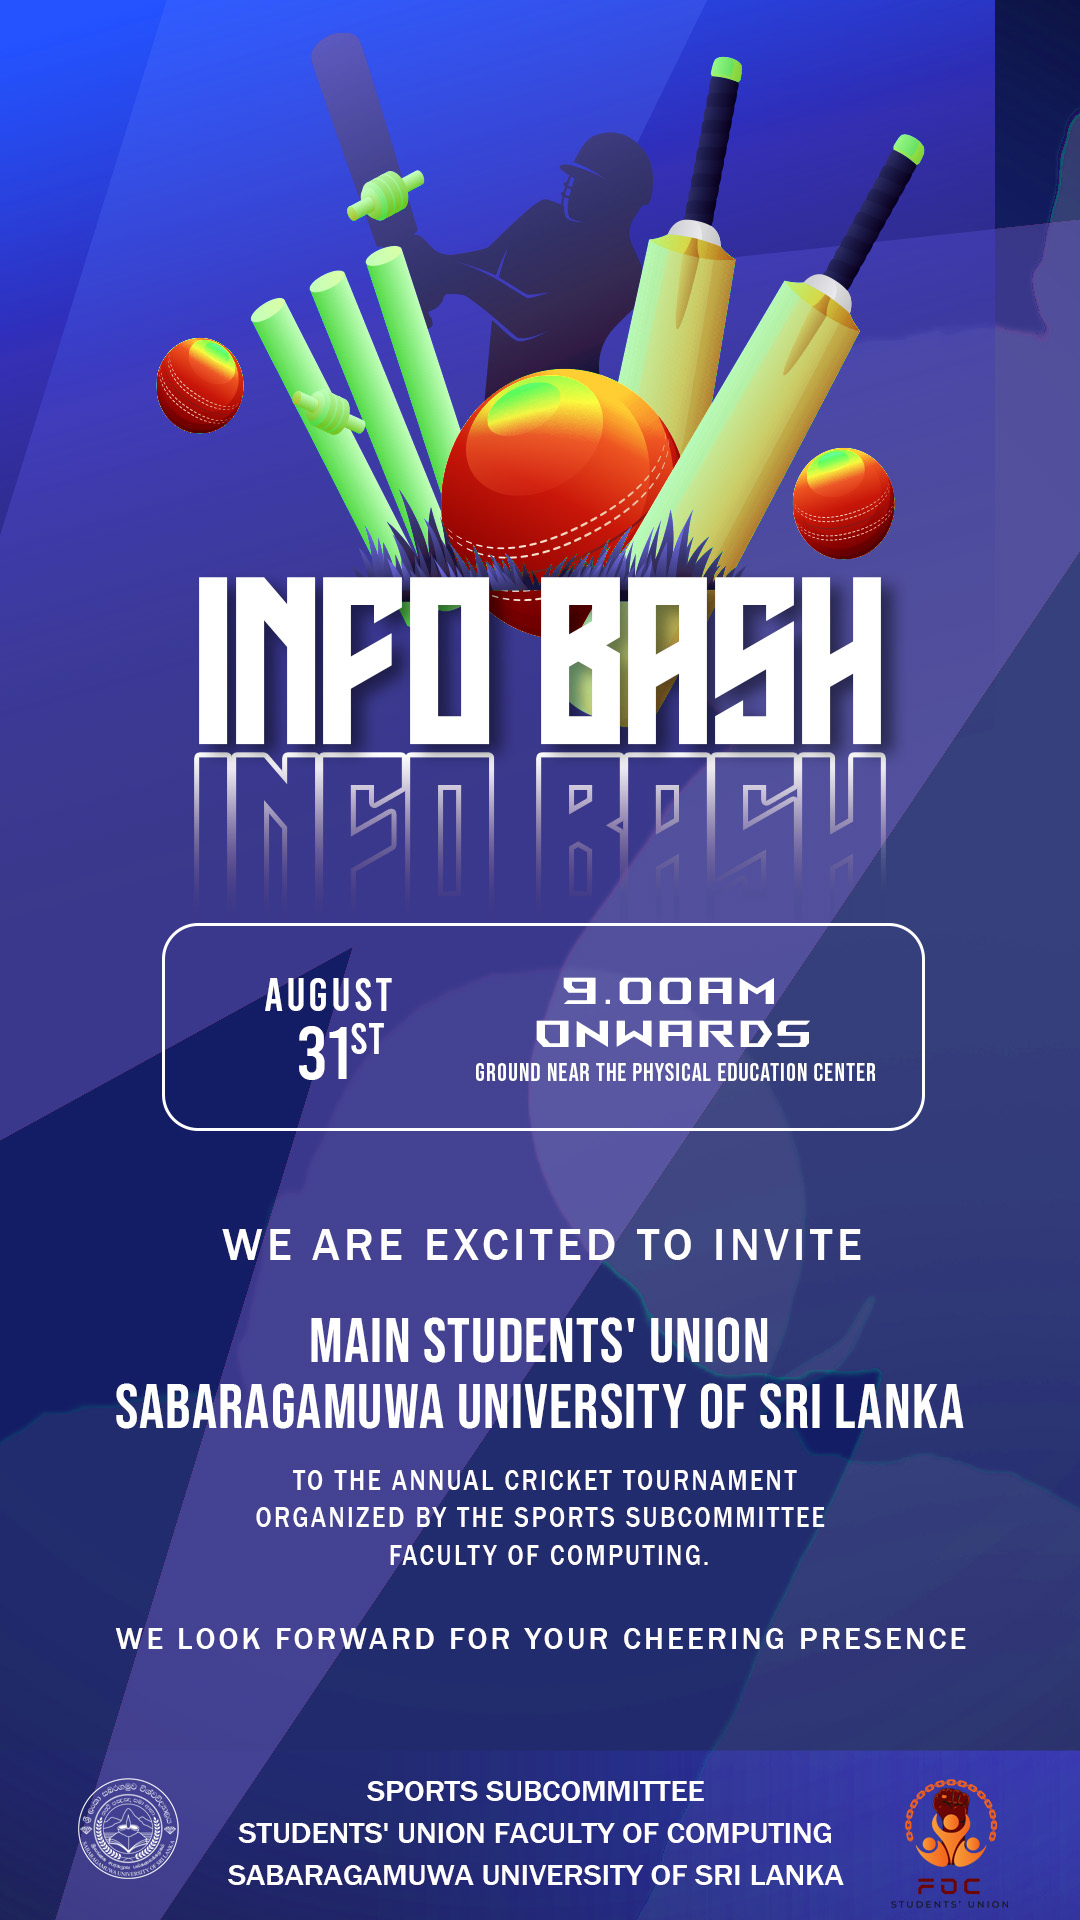 INFO BASH
AUGUST
31ST
9.00AM
ONWARDS
GROUND NEAR THE PHYSICAL EDUCATION CENTER
WE ARE EXCITED TO INVITE
MAIN STUDENTS' UNION
SABARAGAMUWA UNIVERSITY OF SRI LANKA
TO THE ANNUAL CRICKET TOURNAMENT
ORGANIZED BY THE SPORTS SUBCOMMITTEE
FACULTY OF COMPUTING.
WE LOOK FORWARD FOR YOUR CHEERING PRESENCE
SPORTS SUBCOMMITTEE
STUDENTS' UNION FACULTY OF COMPUTING
SABARAGAMUWA UNIVERSITY OF SRI LANKA
FOC
STUDENTS' UNION